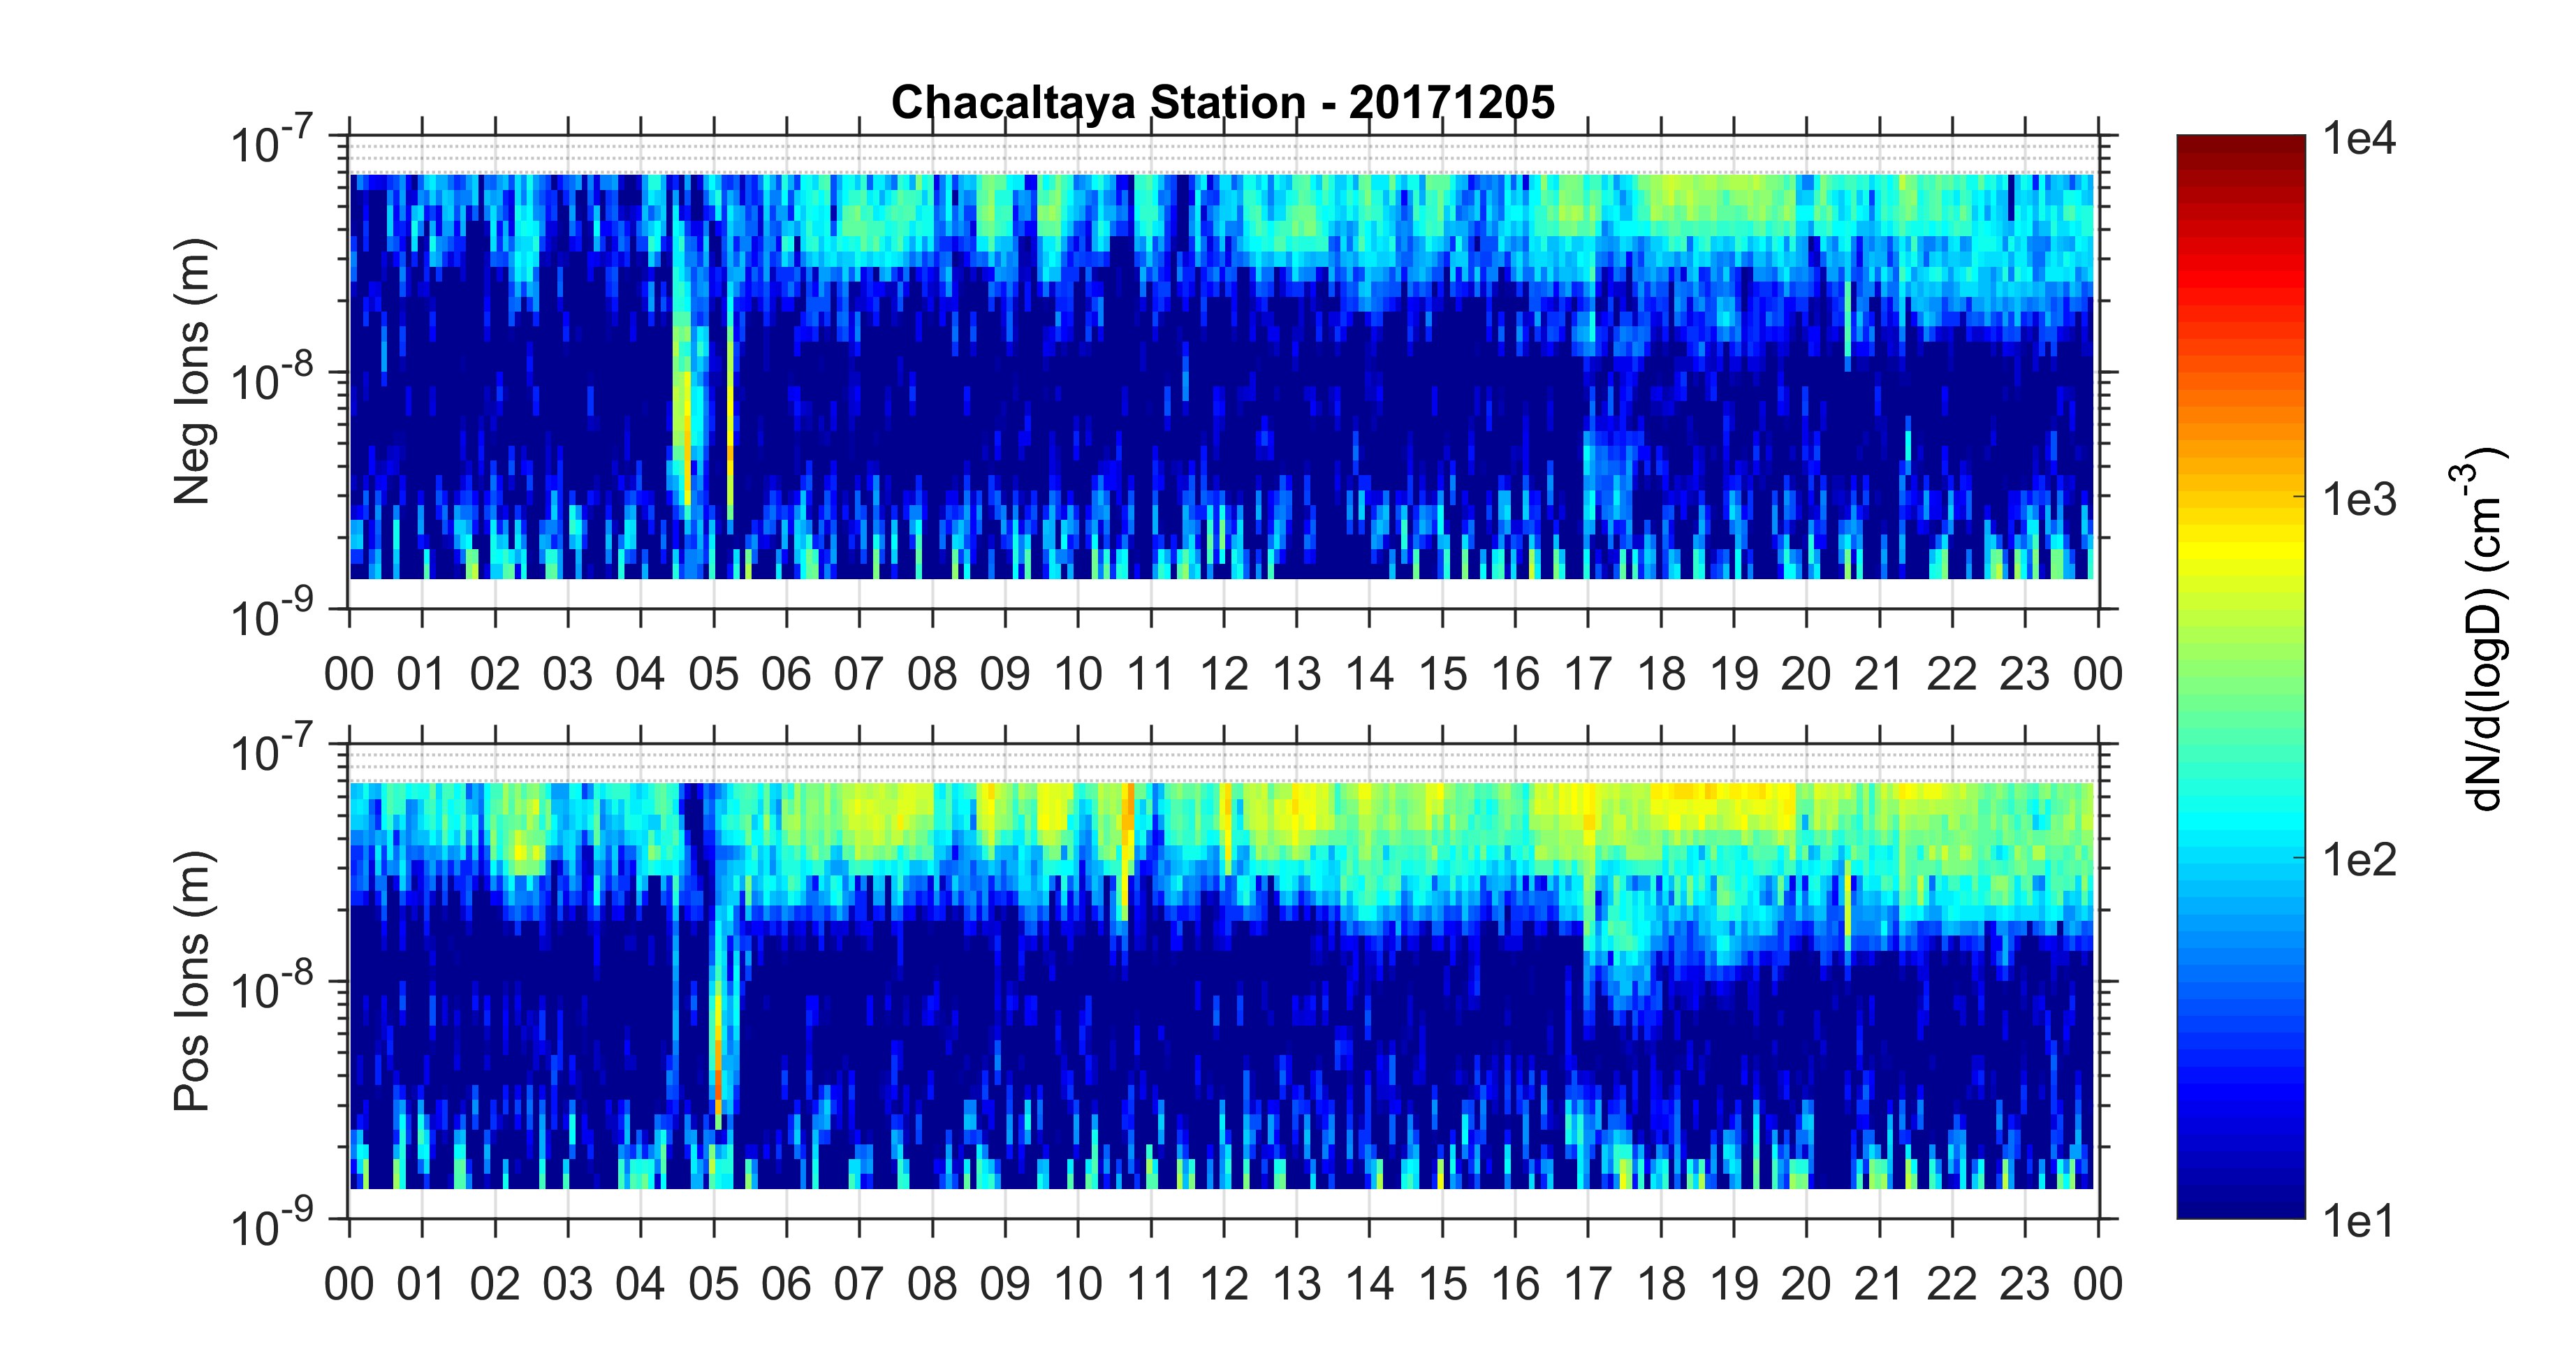 Chacaltaya Station - 20171205
10-7
10-8
10-9
Neg Ions (m)
00 01 02 03 04 05 06 07 08 09 10 11 12 13 14 15 16 17 18 19 20 21 22 23 00
10-7
10-8
10-9
Pos Ions (m)
00 01 02 03 04 05 06 07 08 09 10 11 12 13 14 15 16 17 18 19 20 21 22 23 00
1e4
1e3
1e2
1e1
dN/d(logD) (cm-3)